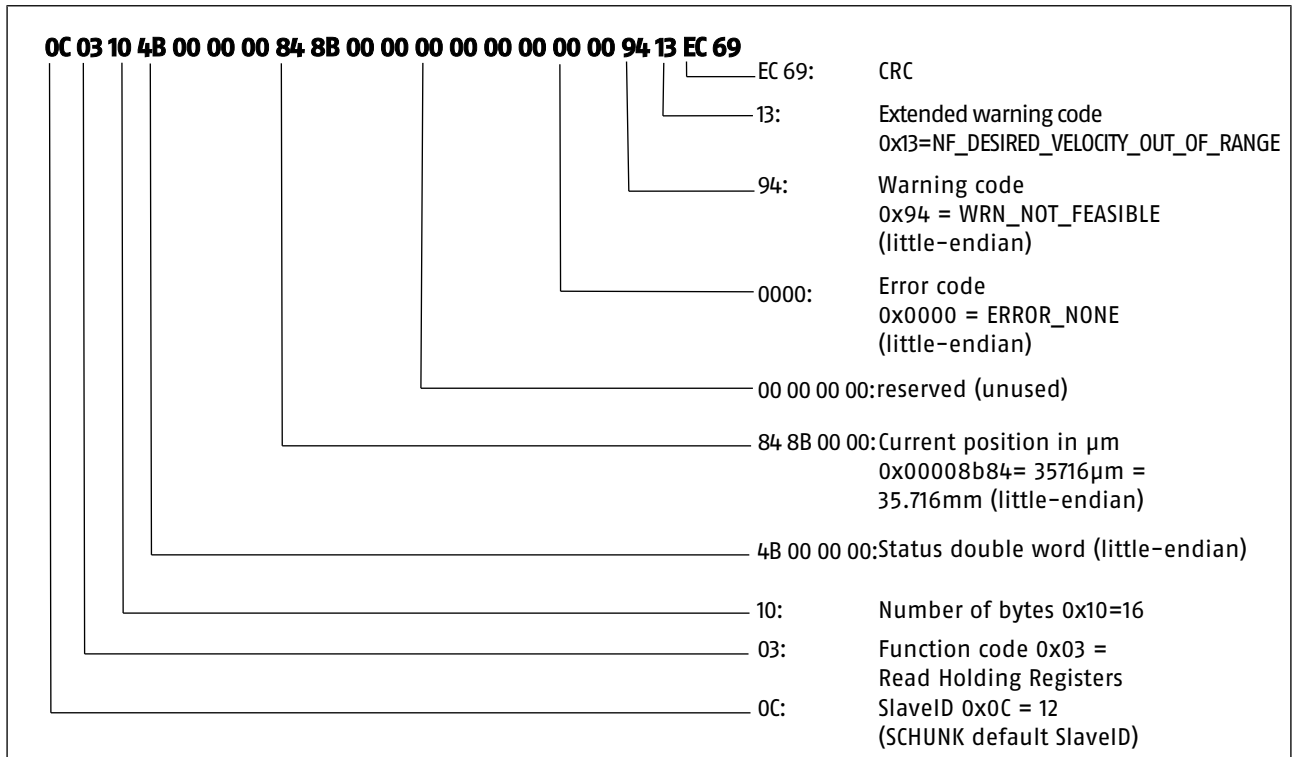 0C 03 10 4B 00 00 00 84 8B 00 00 00 00 00 00 00 00 94 13 EC 69
EC 69: CRC
13: Extended warning code
0x13=NF_DESIRED_VELOCITY_OUT_OF_RANGE
94: Warning code
0x94 = WRN_NOT_FEASIBLE
(little-endian)
0000: Error code
0x0000 = ERROR_NONE
(little-endian)
00 00 00 00: reserved (unused)
84 8B 00 00: Current position in µm
0x00008b84= 35716µm =
35.716mm (little-endian)
4B 00 00 00: Status double word (little-endian)
10: Number of bytes 0x10=16
03: Function code 0x03 =
Read Holding Registers
0C: SlaveID 0x0C = 12
(SCHUNK default SlaveID)